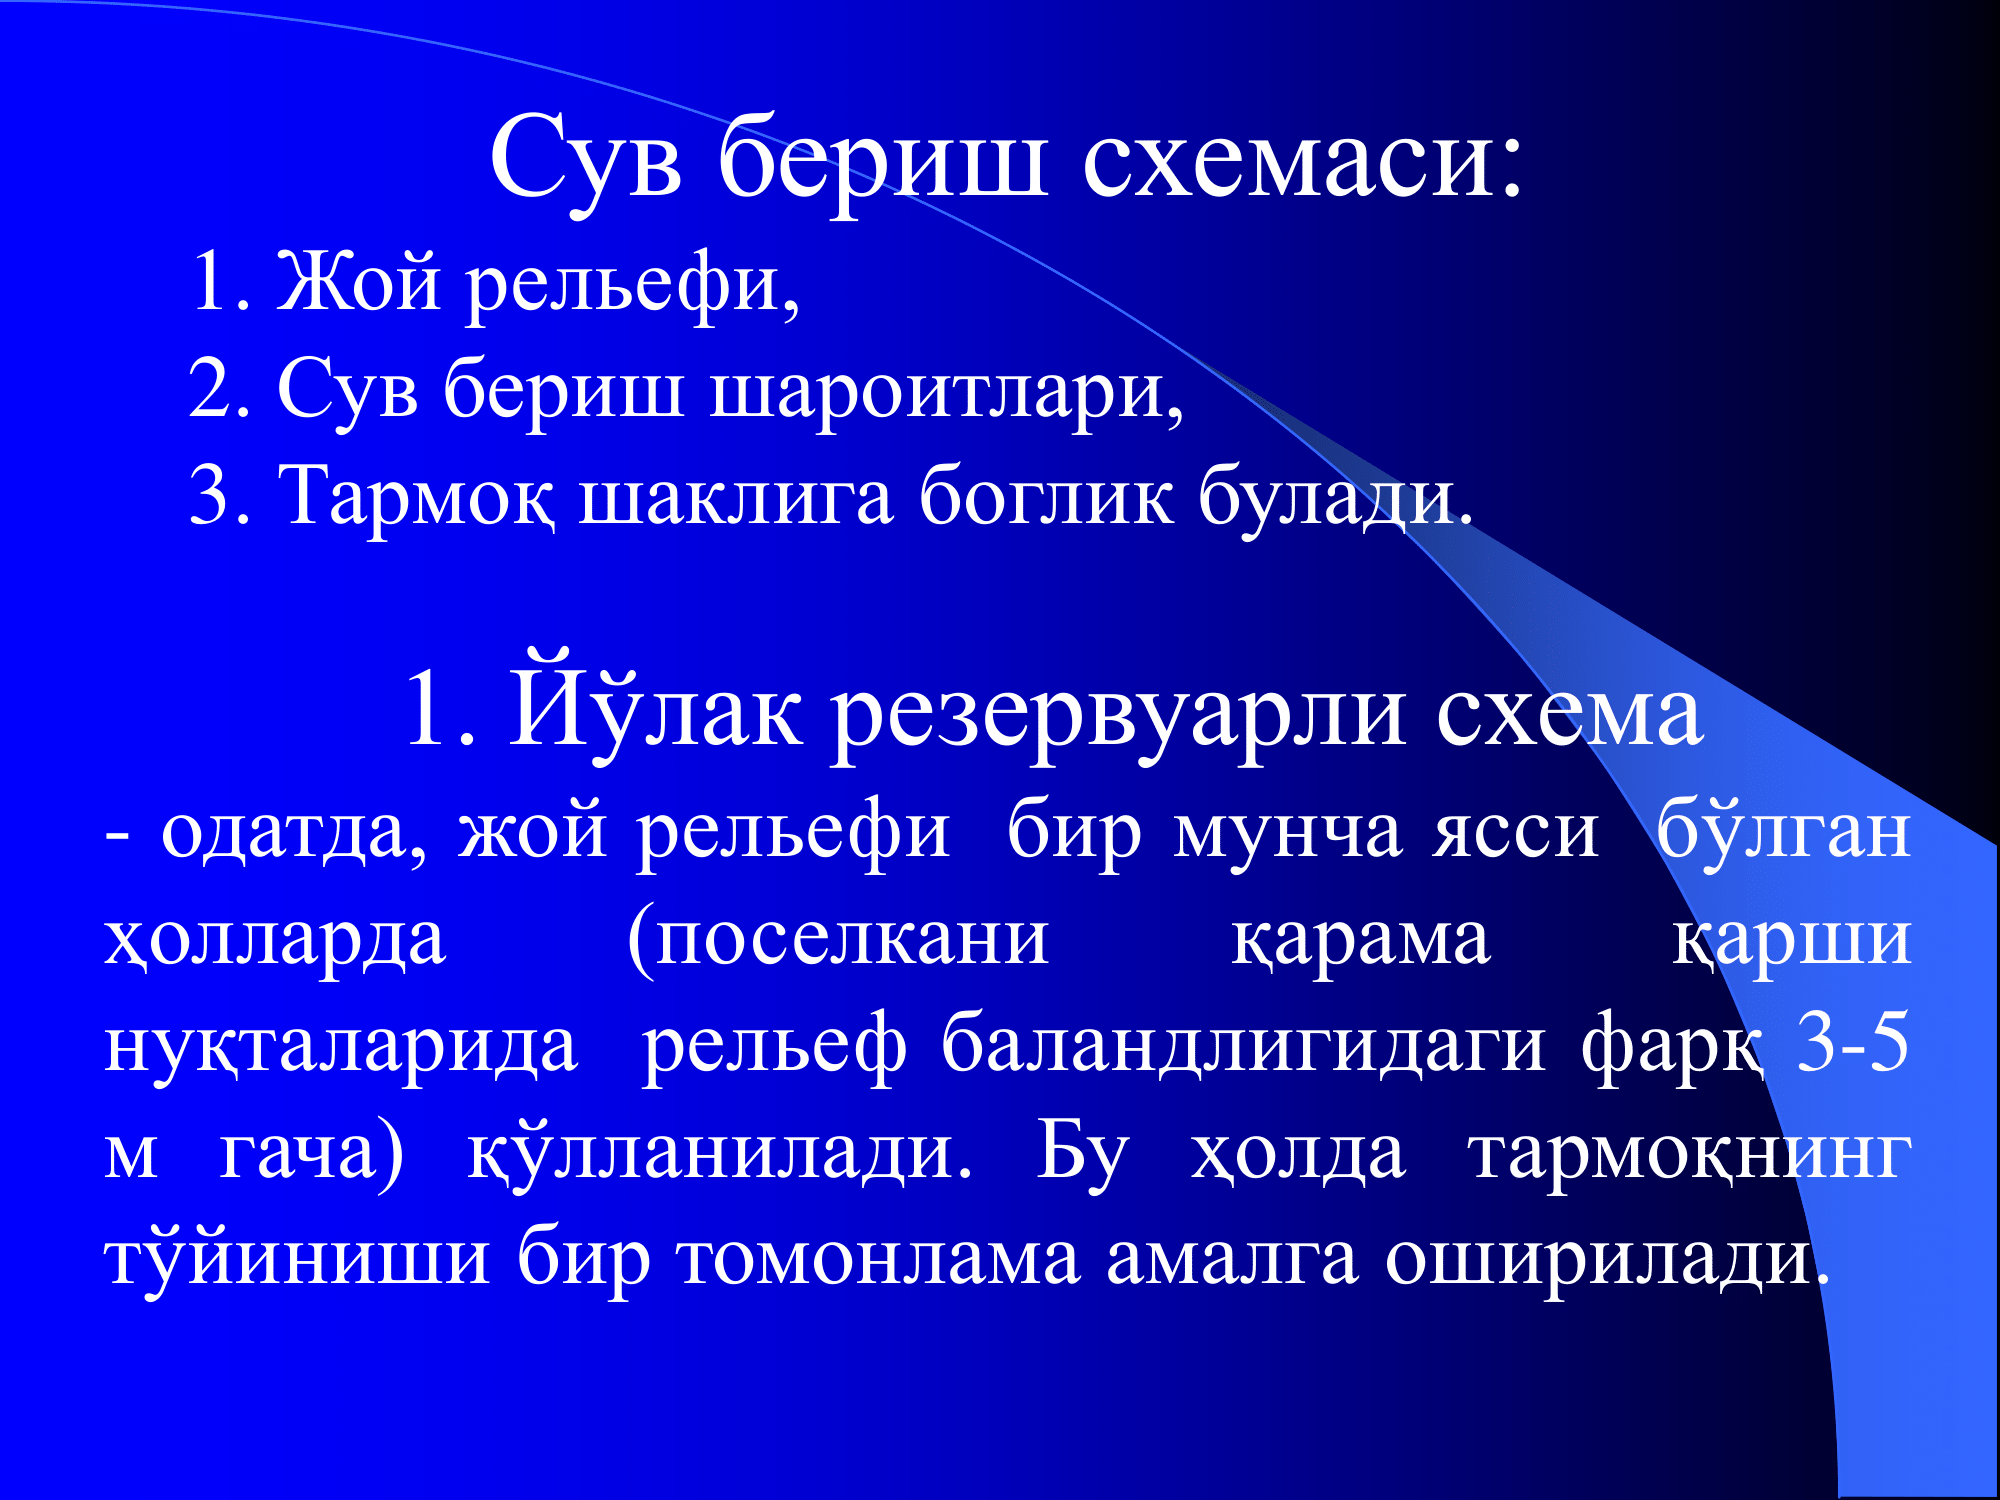 Сув бериш схемаси:
1. Жой рельефи,
2. Сув бериш шароитлари,
3. Тармоқ шаклига боглик булади.
1. Йўлак резервуарли схема
- одатда, жой рельефи бир мунча ясси бўлган
ҳолларда (поселкани қарама қарши
нуқталарида рельеф баландлигидаги фарқ 3-5
м гача) қўлланилади. Бу ҳолда тармоқнинг
тўйиниши бир томонлама амалга оширилади.